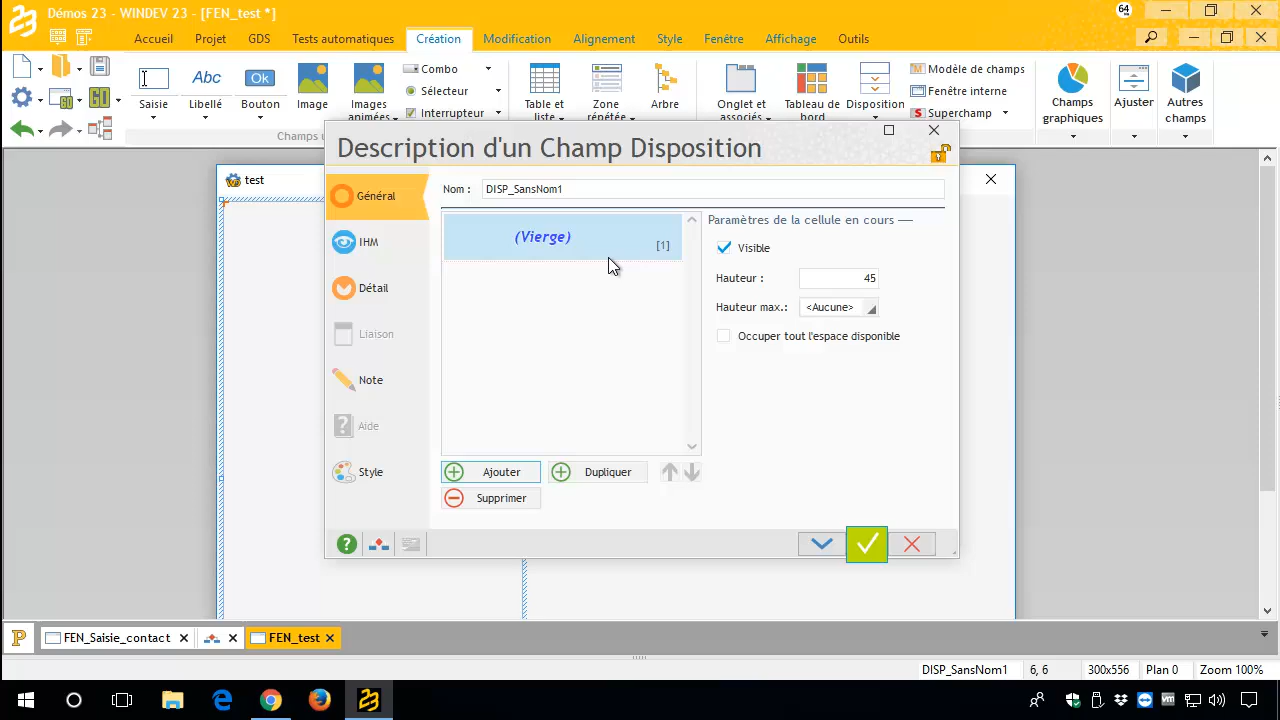 Démos 23 - WINDEV 23 - [FEN_test *]
64
Accueil Projet GDS Tests automatiques Création Modification Alignement Style Fenêtre Affichage Outils
Abc Ok
Combo
Sélecteur
Interrupteur
Modèle de champs
Fenêtre interne
Superchamp
Saisie Libellé Bouton Image Images animées Table et liste Zone répétée Arbre Onglet et associés Tableau de bord Disposition Champs graphiques Ajuster Autres champs
test
Description d'un Champ Disposition
Général
IHM
Détail
Liaison
Note
Aide
Style
Nom : DISP_SansNom1
(Vierge)
[1]
Paramètres de la cellule en cours
Visible
Hauteur : 45
Hauteur max.: <Aucune>
Occuper tout l'espace disponible
Ajouter Dupliquer
Supprimer
P FEN_Saisie_contact FEN_test
DISP_SansNom1 6, 6 300x556 Plan 0 Zoom 100%
23